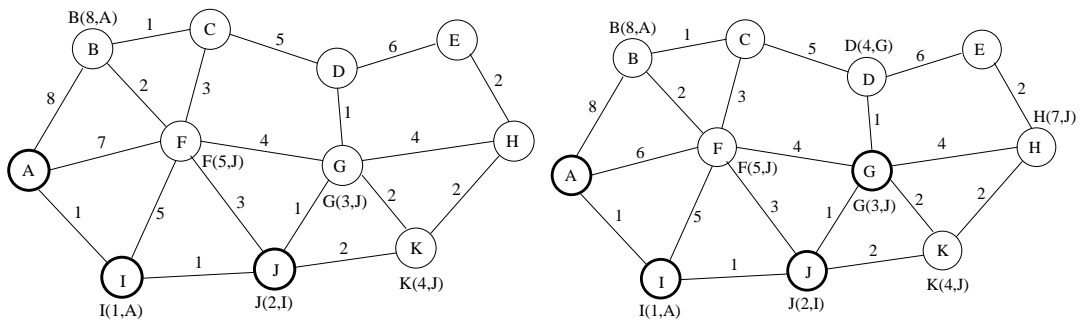 B(8,A)
1
C
B
5
6
E
D
8
2
3
2
1
7
F
4
4
H
F(5,J)
G
A
G(3,J)
1
5
3
1
2
2
K
I
1
J
2
K(4,J)
I(1,A)
J(2,I)
B(8,A)
1
C
B
5
D(4,G)
6
E
D
8
2
3
2
1
H(7,J)
6
F
4
4
H
F(5,J)
G
A
G(3,J)
1
5
3
1
2
2
K
I
1
J
2
K(4,J)
I(1,A)
J(2,I)